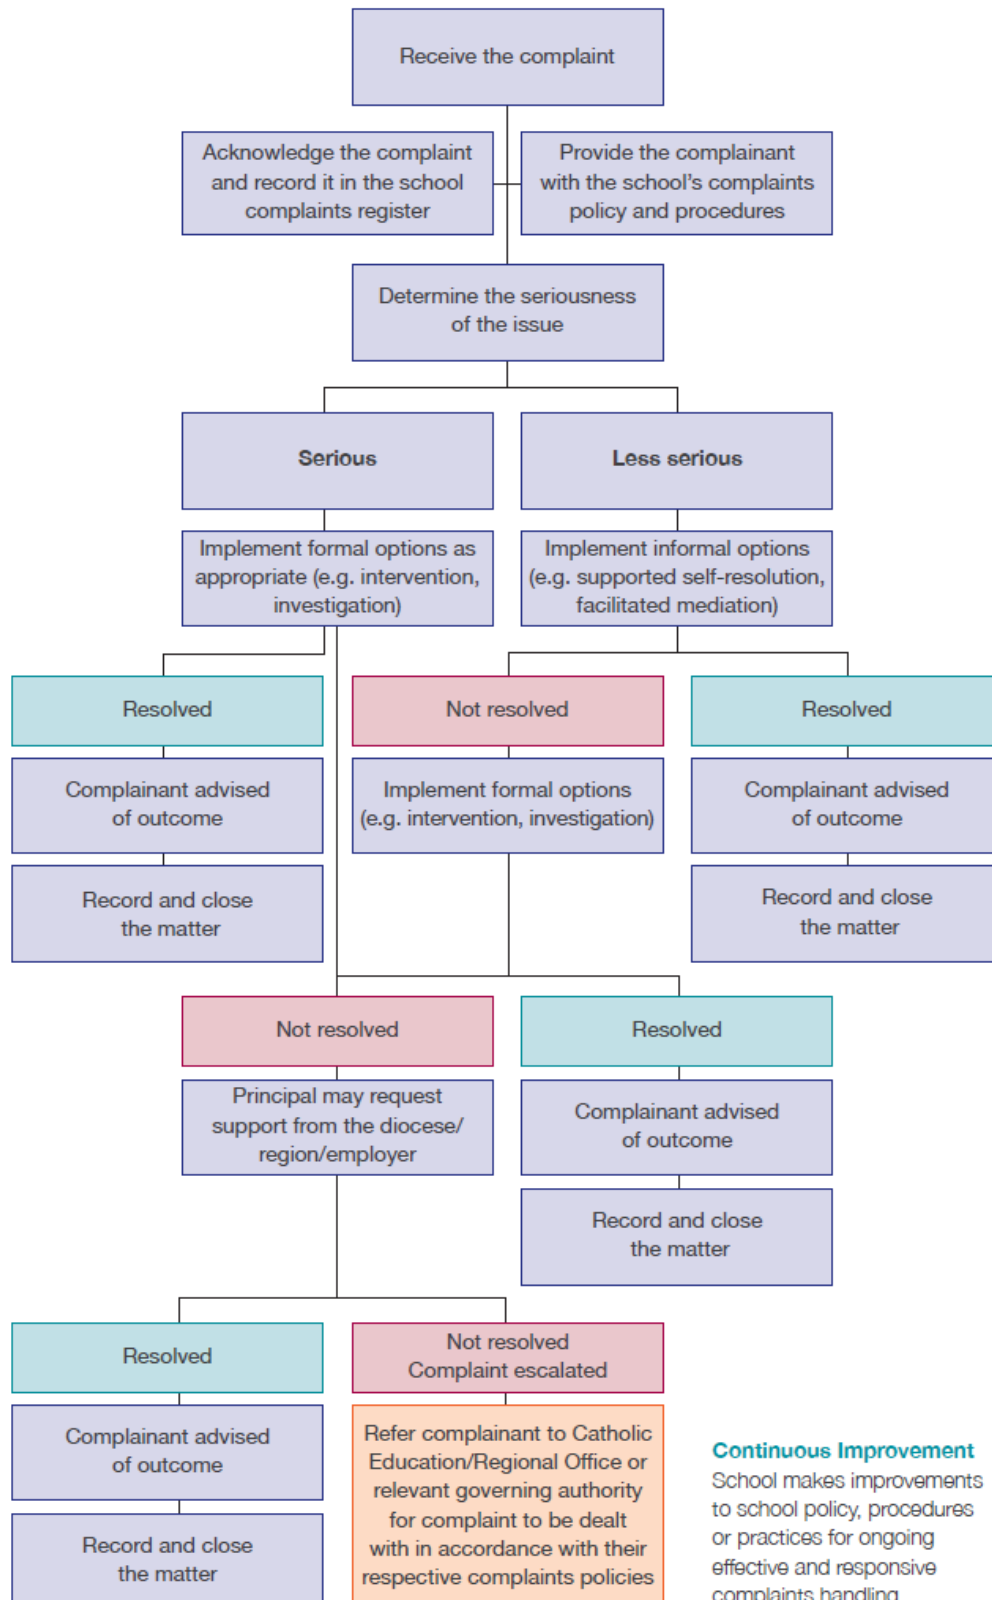 Receive the complaint
Acknowledge the complaint
and record it in the school
complaints register
Provide the complainant
with the school's complaints
policy and procedures
Determine the seriousness
of the issue
Serious
Less serious
Implement formal options as
appropriate (e.g. intervention,
investigation)
Implement informal options
(e.g. supported self-resolution,
facilitated mediation)
Resolved
Not resolved
Resolved
Complainant advised
of outcome
Implement formal options
(e.g. intervention, investigation)
Complainant advised
of outcome
Record and close
the matter
Record and close
the matter
Not resolved
Resolved
Principal may request
support from the diocese/
region/employer
Complainant advised
of outcome
Record and close
the matter
Resolved
Not resolved
Complaint escalated
Complainant advised
of outcome
Refer complainant to Catholic
Education/Regional Office or
relevant governing authority
for complaint to be dealt
with in accordance with their
respective complaints policies
Record and close
the matter
Continuous Improvement
School makes improvements
to school policy, procedures
or practices for ongoing
effective and responsive
complaints handling